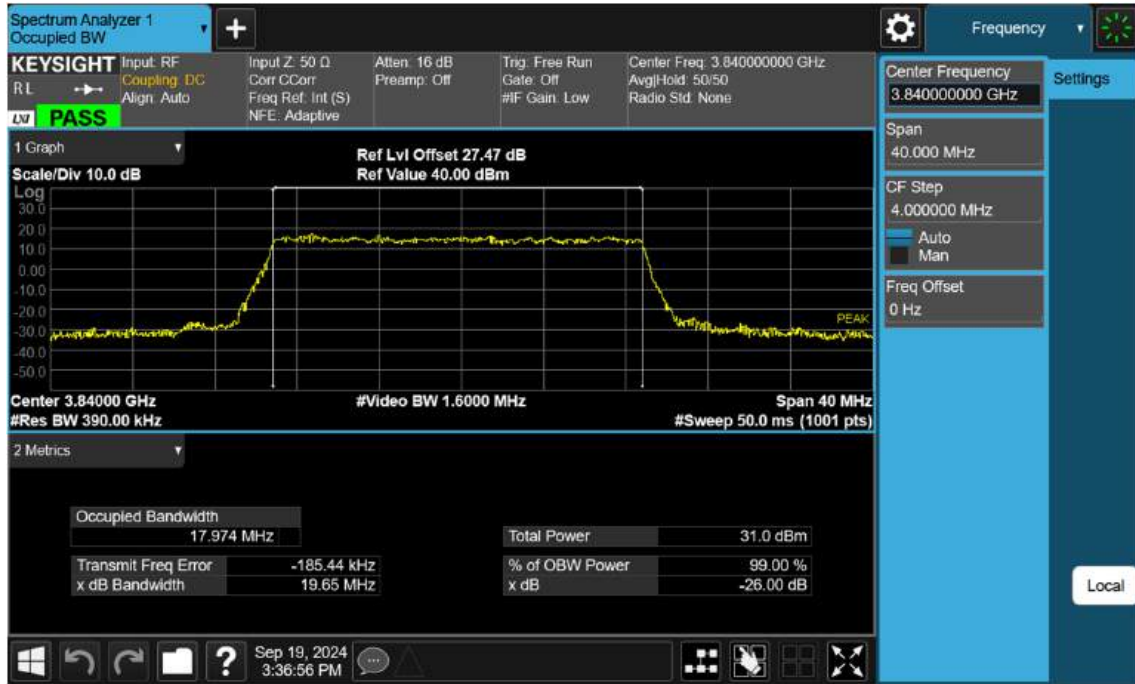 Spectrum Analyzer 1
Occupied BW
Frequency
KEYSIGHT
RL
LXI
PASS
Input: RF
Coupling: DC
Align: Auto
Input Z: 50 Ω
Corr CCorr
Freq Ref: Int (S)
NFE: Adaptive
Atten: 16 dB
Preamp: Off
Trig: Free Run
Gate: Off
#IF Gain: Low
Center Freq: 3.840000000 GHz
Avg|Hold: 50/50
Radio Std: None
Center Frequency
3.840000000 GHz
Settings
Span
40.000 MHz
CF Step
4.000000 MHz
Auto
Man
Freq Offset
0 Hz
Local
1 Graph
Scale/Div 10.0 dB
Ref Lvl Offset 27.47 dB
Ref Value 40.00 dBm
Log
30.0
20.0
10.0
0.00
-10.0
-20.0
-30.0
-40.0
-50.0
PEAK
Center 3.84000 GHz
#Video BW 1.6000 MHz
Span 40 MHz
#Res BW 390.00 kHz
#Sweep 50.0 ms (1001 pts)
2 Metrics
Occupied Bandwidth
17.974 MHz
Total Power 31.0 dBm
Transmit Freq Error -185.44 kHz
% of OBW Power 99.00 %
x dB Bandwidth 19.65 MHz
x dB -26.00 dB
?
Sep 19, 2024
3:36:56 PM